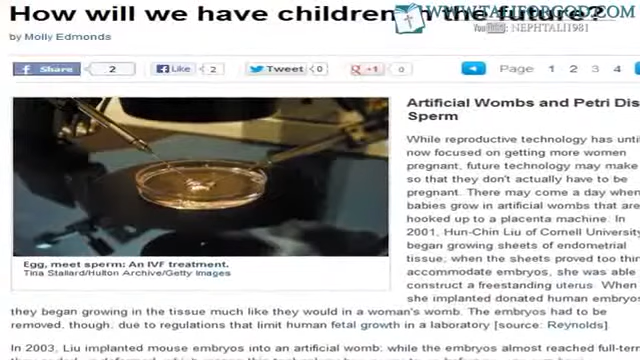 How will we have children in the future?
WWW.TALIFORGOD.COM
You Tube: NEPHTALI1981
by Molly Edmonds
Share 2 Like 2 Tweet 0 +1 0 Page 1 2 3 4
Artificial Wombs and Petri Dis
Sperm
While reproductive technology has until
now focused on getting more women
pregnant, future technology may make
so that they don't actually have to be
pregnant. There may come a day when
babies grow in artificial wombs that are
hooked up to a placenta machine. In
2001, Hun-Chin Liu of Cornell University
began growing sheets of endometrial
tissue; when the sheets proved too thin
accommodate embryos, she was able
construct a freestanding uterus. When
she implanted donated human embryos
they began growing in the tissue much like they would in a woman's womb. The embryos had to be
removed, though, due to regulations that limit human fetal growth in a laboratory [source: Reynolds]
Egg, meet sperm: An IVF treatment.
Tina Stallard/Hulton Archive/Getty Images
In 2003, Liu implanted mouse embryos into an artificial womb; while the embryos almost reached full-ter